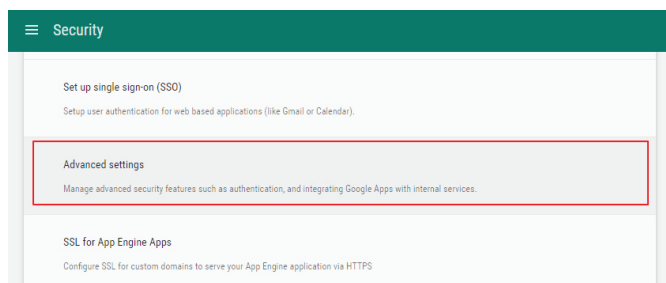 Security
Set up single sign-on (SSO)
Setup user authentication for web based applications (like Gmail or Calendar).
Advanced settings
Manage advanced security features such as authentication, and integrating Google Apps with internal services.
SSL for App Engine Apps
Configure SSL for custom domains to serve your App Engine application via HTTPS